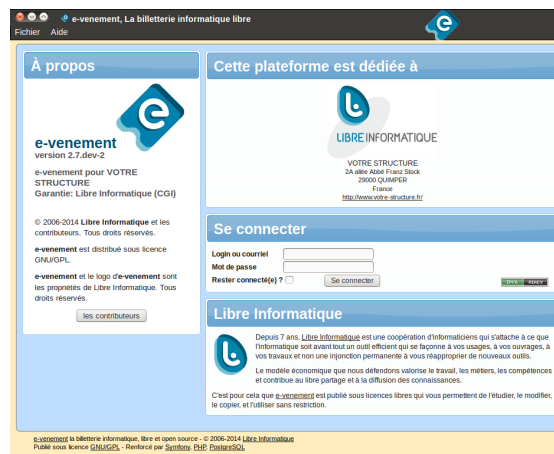 e-venement, La billetterie informatique libre
Fichier Aide
À propos
e-venement
version 2.7.dev-2
e-venement pour VOTRE
STRUCTURE
Garantie: Libre Informatique (CGI)
© 2006-2014 Libre Informatique et les
contributeurs. Tous droits réservés.
e-venement est distribué sous licence
GNU/GPL.
e-venement et le logo d'e-venement sont
les propriétés de Libre Informatique. Tous
droits réservés.
les contributeurs
Cette plateforme est dédiée à
LIBREINFORMATIQUE
VOTRE STRUCTURE
2A allée Abbé Franz Stock
29000 QUIMPER
France
http://www.votre-structure.fr/
Se connecter
Login ou courriel
Mot de passe
Rester connecté(e) ?
Se connecter
IPV6 READY
Libre Informatique
Depuis 7 ans, Libre Informatique est une coopération d'informaticiens qui s'attache à ce que
l'informatique soit avant tout un outil efficient qui se façonne à vos usages, à vos ouvrages, à
vos travaux et non une injonction permanente à vous réapproprier de nouveaux outils.
Le modèle économique que nous défendons valorise le travail, les métiers, les compétences
et contribue au libre partage et à la diffusion des connaissances.
C'est pour cela que e-venement est publié sous licences libres qui vous permettent de l'étudier, le modifier,
le copier, et l'utiliser sans restriction.
e-venement la billetterie informatique, libre et open source - © 2006-2014 Libre Informatique
Publié sous licence GNU/GPL - Renforcé par Symfony, PHP, PostgreSQL